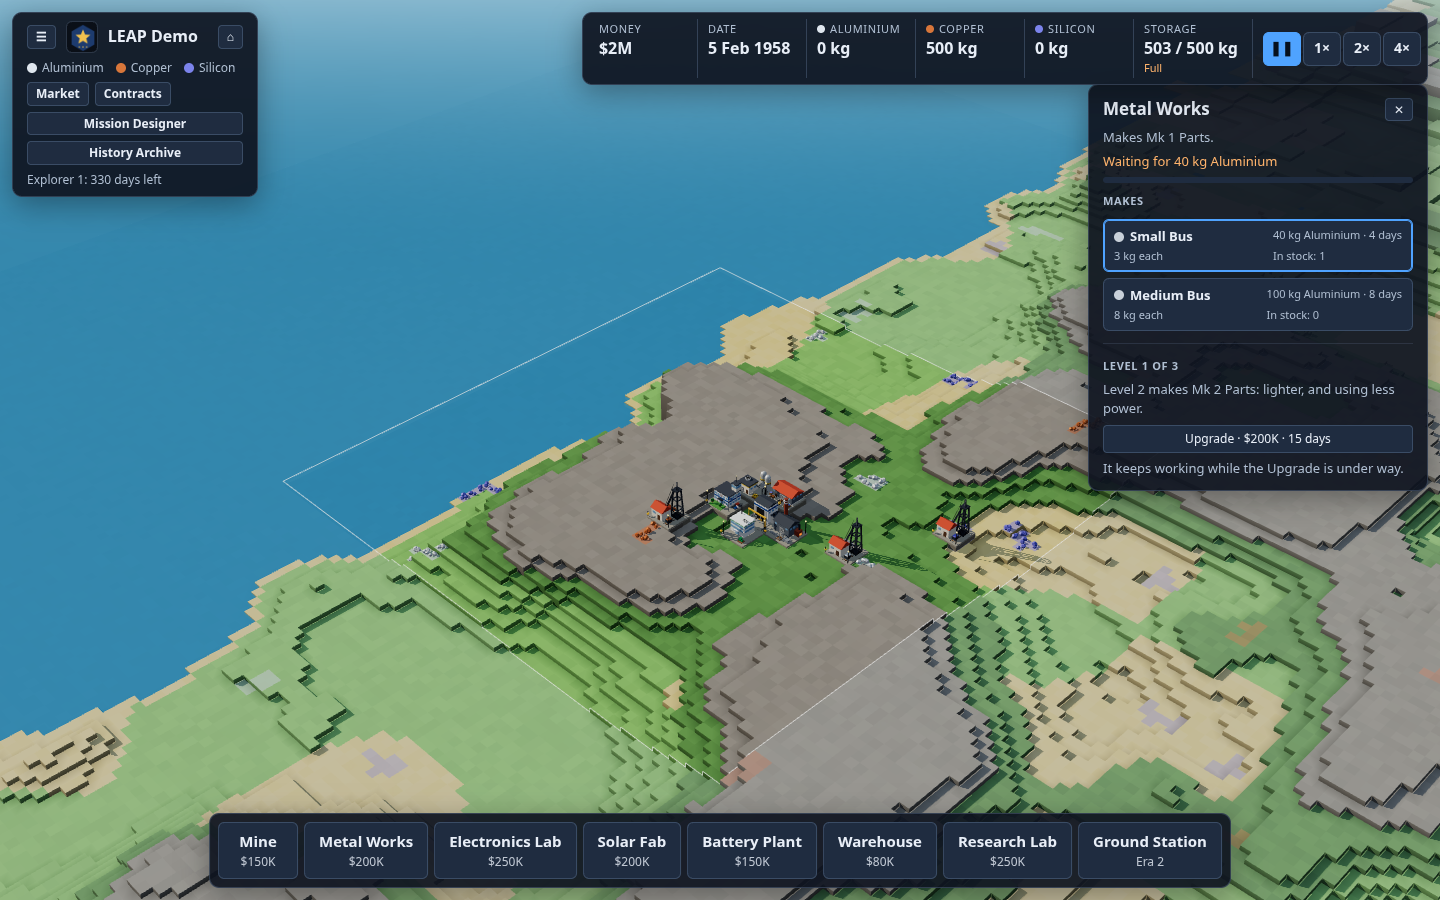 LEAP Demo
Aluminium Copper Silicon
Market Contracts
Mission Designer
History Archive
Explorer 1: 330 days left
MONEY
$2M
DATE
5 Feb 1958
ALUMINIUM
0 kg
COPPER
500 kg
SILICON
0 kg
STORAGE
503 / 500 kg
Full
1× 2× 4×
Metal Works
Makes Mk 1 Parts.
Waiting for 40 kg Aluminium
MAKES
Small Bus 40 kg Aluminium · 4 days
3 kg each In stock: 1
Medium Bus 100 kg Aluminium · 8 days
8 kg each In stock: 0
LEVEL 1 OF 3
Level 2 makes Mk 2 Parts: lighter, and using less
power.
Upgrade · $200K · 15 days
It keeps working while the Upgrade is under way.
Mine
$150K
Metal Works
$200K
Electronics Lab
$250K
Solar Fab
$200K
Battery Plant
$150K
Warehouse
$80K
Research Lab
$250K
Ground Station
Era 2